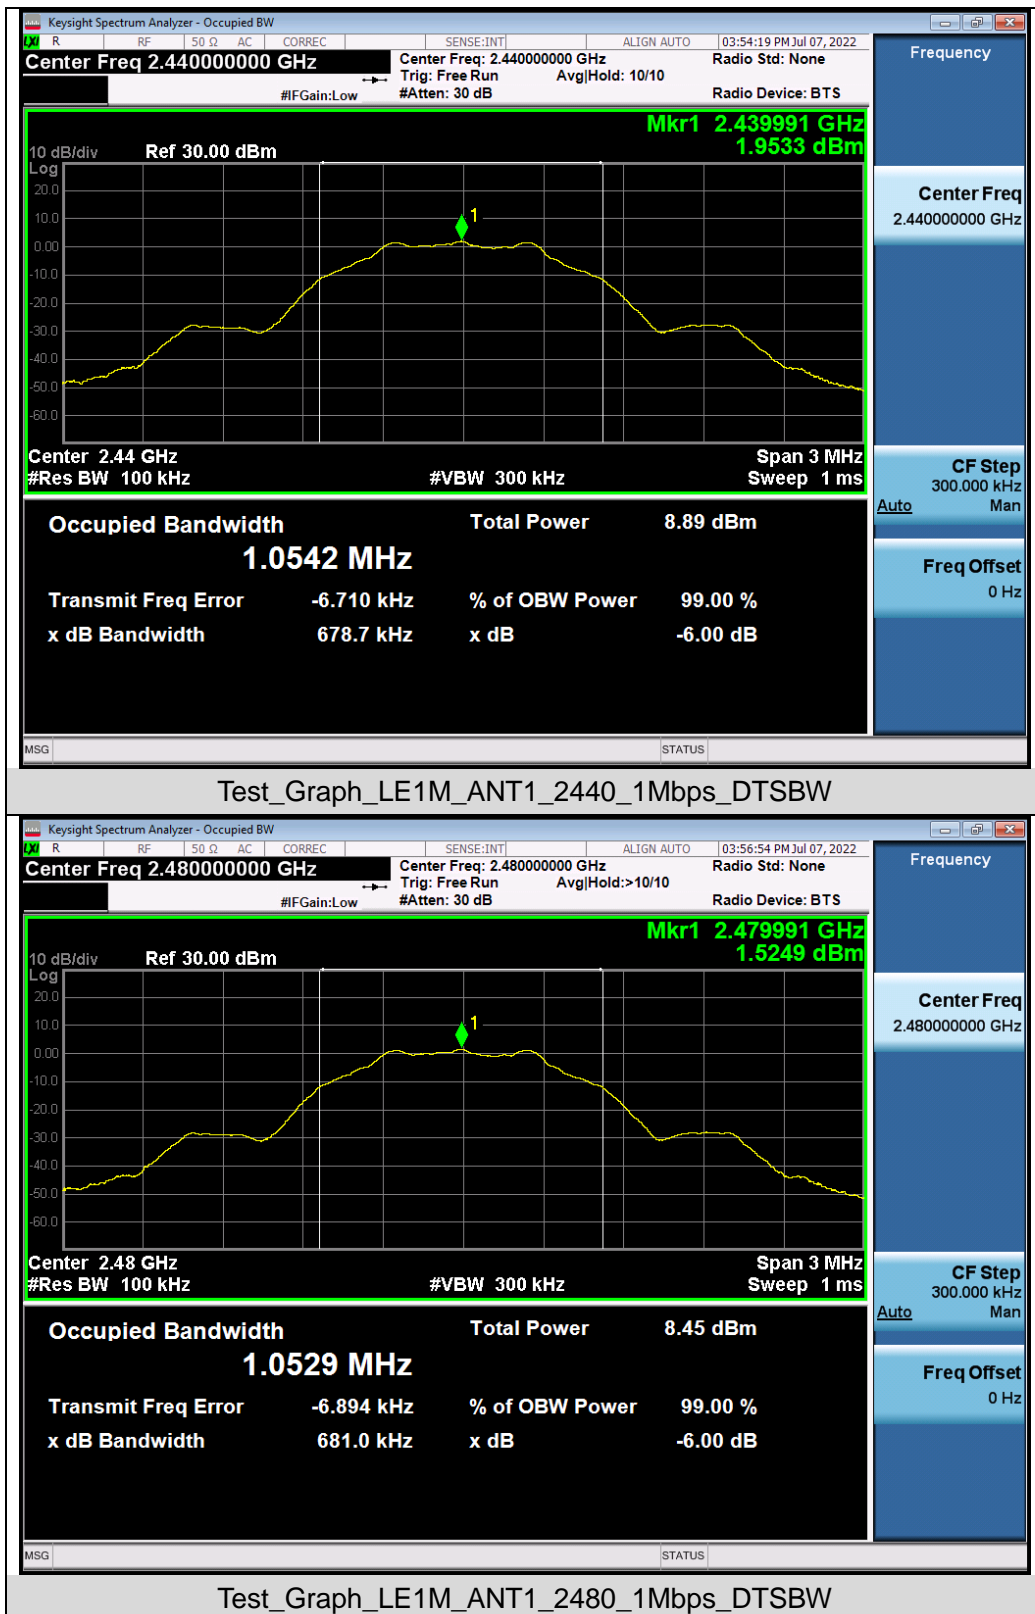 Keysight Spectrum Analyzer - Occupied BW
LXI R RF 50 Ω AC CORREC SENSE:INT ALIGN AUTO 03:54:19 PM Jul 07, 2022
Center Freq 2.440000000 GHz
Center Freq: 2.440000000 GHz
Radio Std: None
Trig: Free Run Avg|Hold: 10/10
#IFGain:Low #Atten: 30 dB Radio Device: BTS
Mkr1 2.439991 GHz
1.9533 dBm
10 dB/div Ref 30.00 dBm
Log
20.0
10.0
0.00
-10.0
-20.0
-30.0
-40.0
-50.0
-60.0
1
Center 2.44 GHz Span 3 MHz
#Res BW 100 kHz #VBW 300 kHz Sweep 1 ms
Occupied Bandwidth Total Power 8.89 dBm
1.0542 MHz
Transmit Freq Error -6.710 kHz % of OBW Power 99.00 %
x dB Bandwidth 678.7 kHz x dB -6.00 dB
MSG STATUS
Frequency
Center Freq
2.440000000 GHz
CF Step
300.000 kHz
Auto Man
Freq Offset
0 Hz
Test_Graph_LE1M_ANT1_2440_1Mbps_DTSBW
Keysight Spectrum Analyzer - Occupied BW
LXI R RF 50 Ω AC CORREC SENSE:INT ALIGN AUTO 03:56:54 PM Jul 07, 2022
Center Freq 2.480000000 GHz
Center Freq: 2.480000000 GHz
Radio Std: None
Trig: Free Run Avg|Hold:>10/10
#IFGain:Low #Atten: 30 dB Radio Device: BTS
Mkr1 2.479991 GHz
1.5249 dBm
10 dB/div Ref 30.00 dBm
Log
20.0
10.0
0.00
-10.0
-20.0
-30.0
-40.0
-50.0
-60.0
1
Center 2.48 GHz Span 3 MHz
#Res BW 100 kHz #VBW 300 kHz Sweep 1 ms
Occupied Bandwidth Total Power 8.45 dBm
1.0529 MHz
Transmit Freq Error -6.894 kHz % of OBW Power 99.00 %
x dB Bandwidth 681.0 kHz x dB -6.00 dB
MSG STATUS
Frequency
Center Freq
2.480000000 GHz
CF Step
300.000 kHz
Auto Man
Freq Offset
0 Hz
Test_Graph_LE1M_ANT1_2480_1Mbps_DTSBW